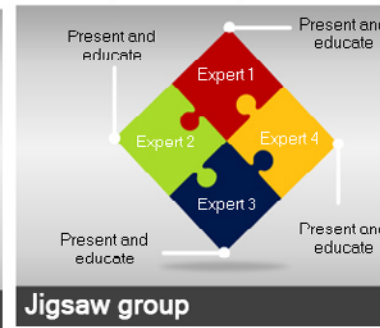 Present and
educate
Present and
educate
Expert 1
Expert 2
Expert 4
Expert 3
Present and
educate
Present and
educate
Jigsaw group